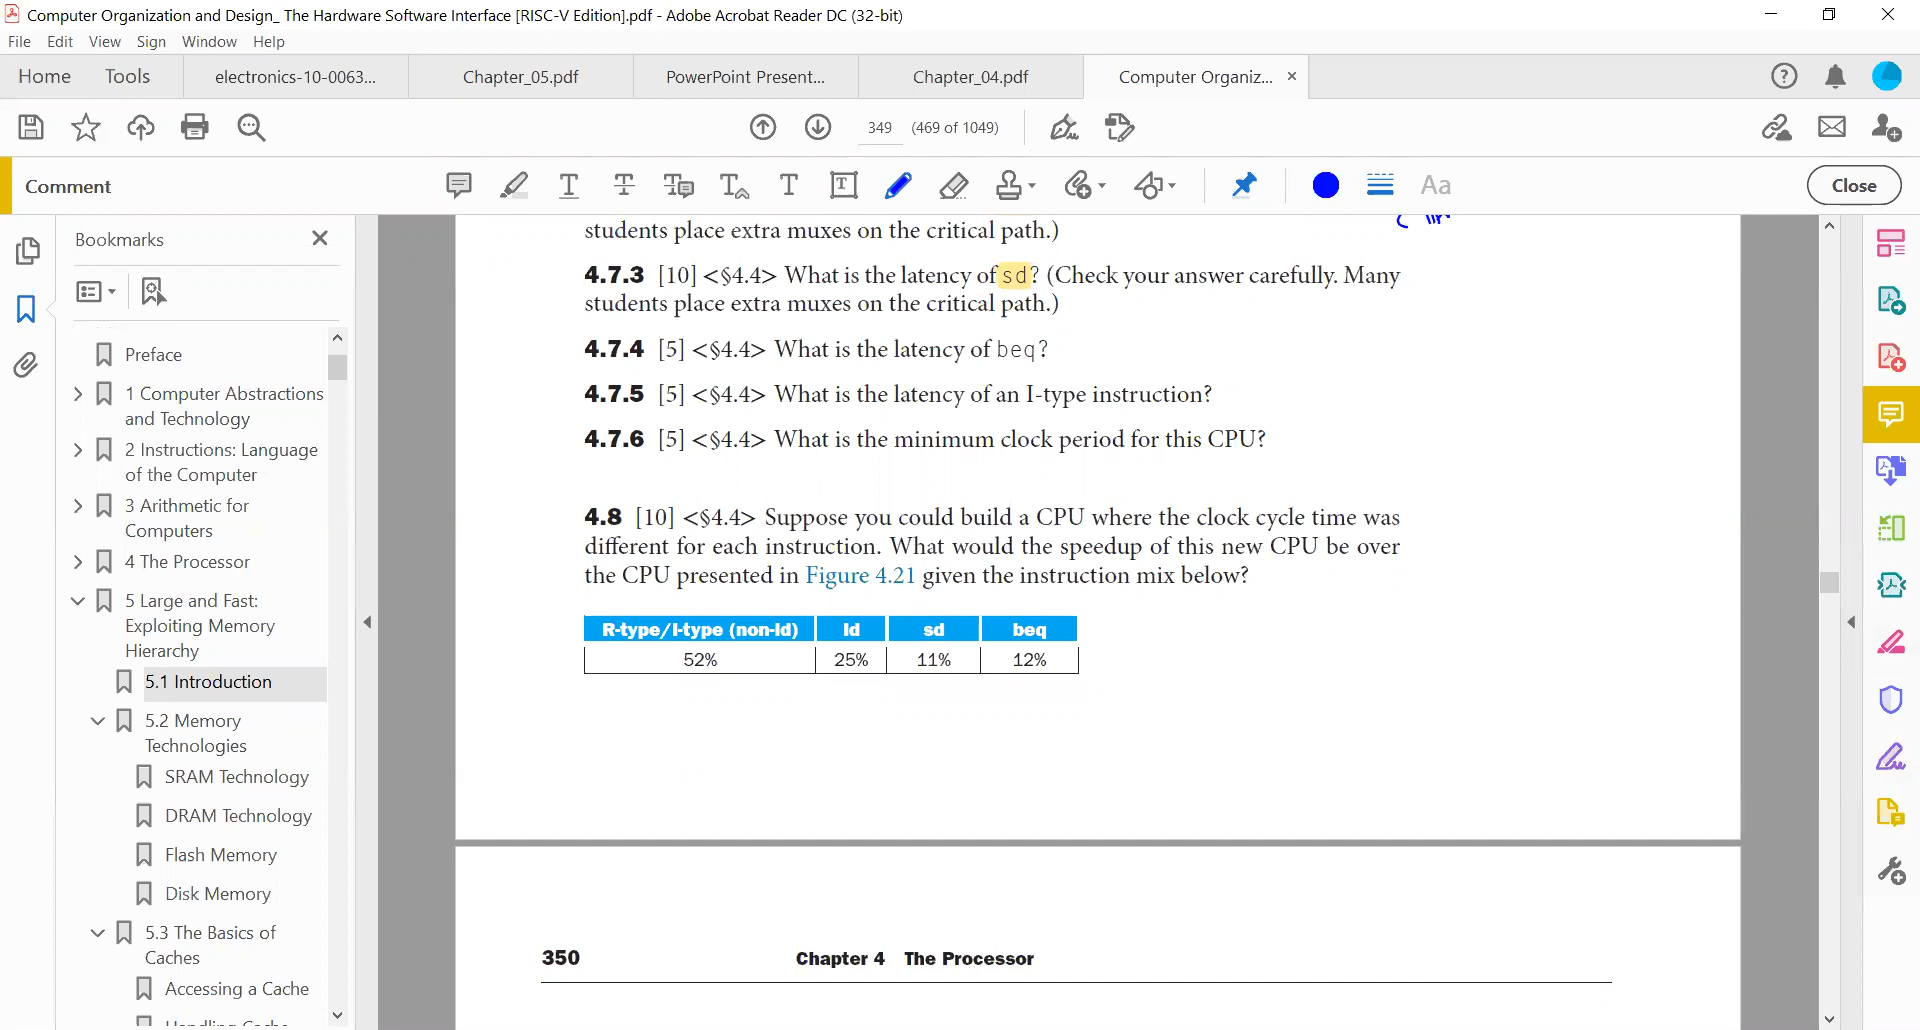 Computer Organization and Design_ The Hardware Software Interface [RISC-V Edition].pdf - Adobe Acrobat Reader DC (32-bit)
File Edit View Sign Window Help
Home Tools electronics-10-0063... Chapter_05.pdf PowerPoint Present... Chapter_04.pdf Computer Organiz...
349 (469 of 1049)
Comment
Close
Bookmarks
Preface
1 Computer Abstractions
and Technology
2 Instructions: Language
of the Computer
3 Arithmetic for
Computers
4 The Processor
5 Large and Fast:
Exploiting Memory
Hierarchy
5.1 Introduction
5.2 Memory
Technologies
SRAM Technology
DRAM Technology
Flash Memory
Disk Memory
5.3 The Basics of
Caches
Accessing a Cache
students place extra muxes on the critical path.)
4.7.3 [10] <§4.4> What is the latency of sd? (Check your answer carefully. Many
students place extra muxes on the critical path.)
4.7.4 [5] <§4.4> What is the latency of beq?
4.7.5 [5] <§4.4> What is the latency of an I-type instruction?
4.7.6 [5] <§4.4> What is the minimum clock period for this CPU?
4.8 [10] <§4.4> Suppose you could build a CPU where the clock cycle time was
different for each instruction. What would the speedup of this new CPU be over
the CPU presented in Figure 4.21 given the instruction mix below?
R-type/I-type (non-ld) ld sd beq
52% 25% 11% 12%
350 Chapter 4 The Processor